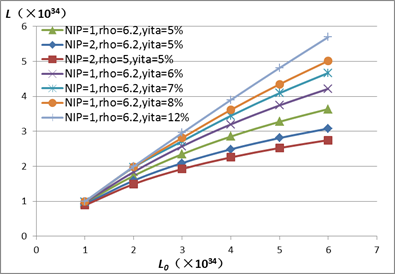 L（×10³⁴）
NIP=1,rho=6.2,yita=5%
NIP=2,rho=6.2,yita=5%
NIP=2,rho=5,yita=5%
NIP=1,rho=6.2,yita=6%
NIP=1,rho=6.2,yita=7%
NIP=1,rho=6.2,yita=8%
NIP=1,rho=6.2,yita=12%
6
5
4
3
2
1
0
0 1 2 3 4 5 6 7
L₀（×10³⁴）